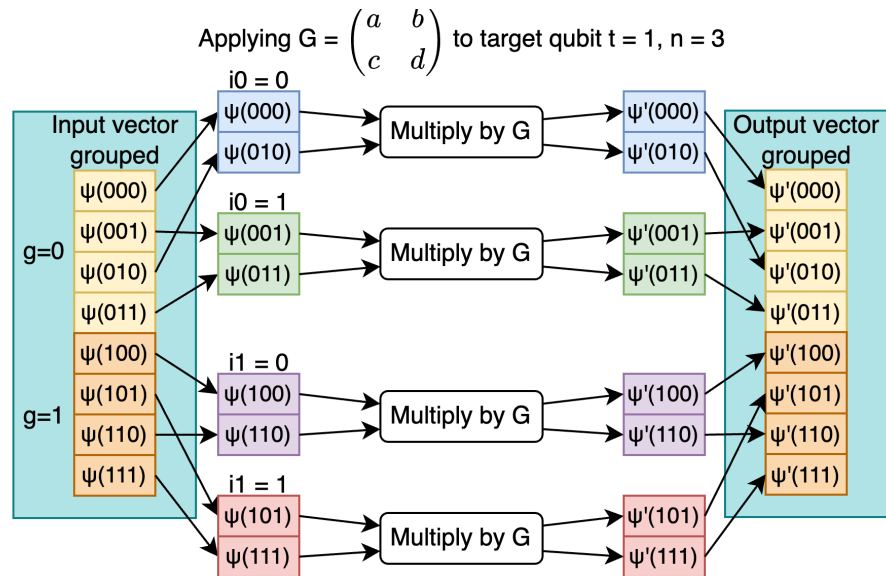 Applying G = (a b
c d) to target qubit t = 1, n = 3
Input vector
grouped
g=0
g=1
ψ(000)
ψ(001)
ψ(010)
ψ(011)
ψ(100)
ψ(101)
ψ(110)
ψ(111)
i0 = 0
ψ(000)
ψ(010)
Multiply by G
ψ'(000)
ψ'(010)
i0 = 1
ψ(001)
ψ(011)
Multiply by G
ψ'(001)
ψ'(011)
i1 = 0
ψ(100)
ψ(110)
Multiply by G
ψ'(100)
ψ'(110)
i1 = 1
ψ(101)
ψ(111)
Multiply by G
ψ'(101)
ψ'(111)
Output vector
grouped
ψ'(000)
ψ'(001)
ψ'(010)
ψ'(011)
ψ'(100)
ψ'(101)
ψ'(110)
ψ'(111)